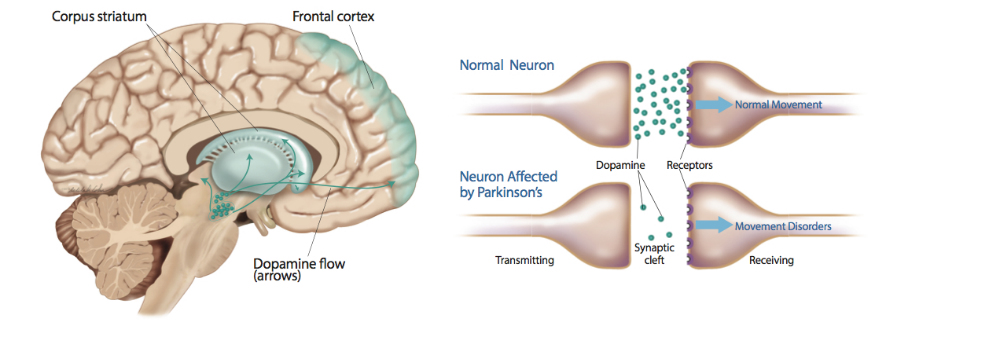 Corpus striatum
Frontal cortex
Dopamine flow
(arrows)
Normal Neuron
Normal Movement
Dopamine
Receptors
Neuron Affected
by Parkinson's
Movement Disorders
Synaptic
cleft
Transmitting
Receiving